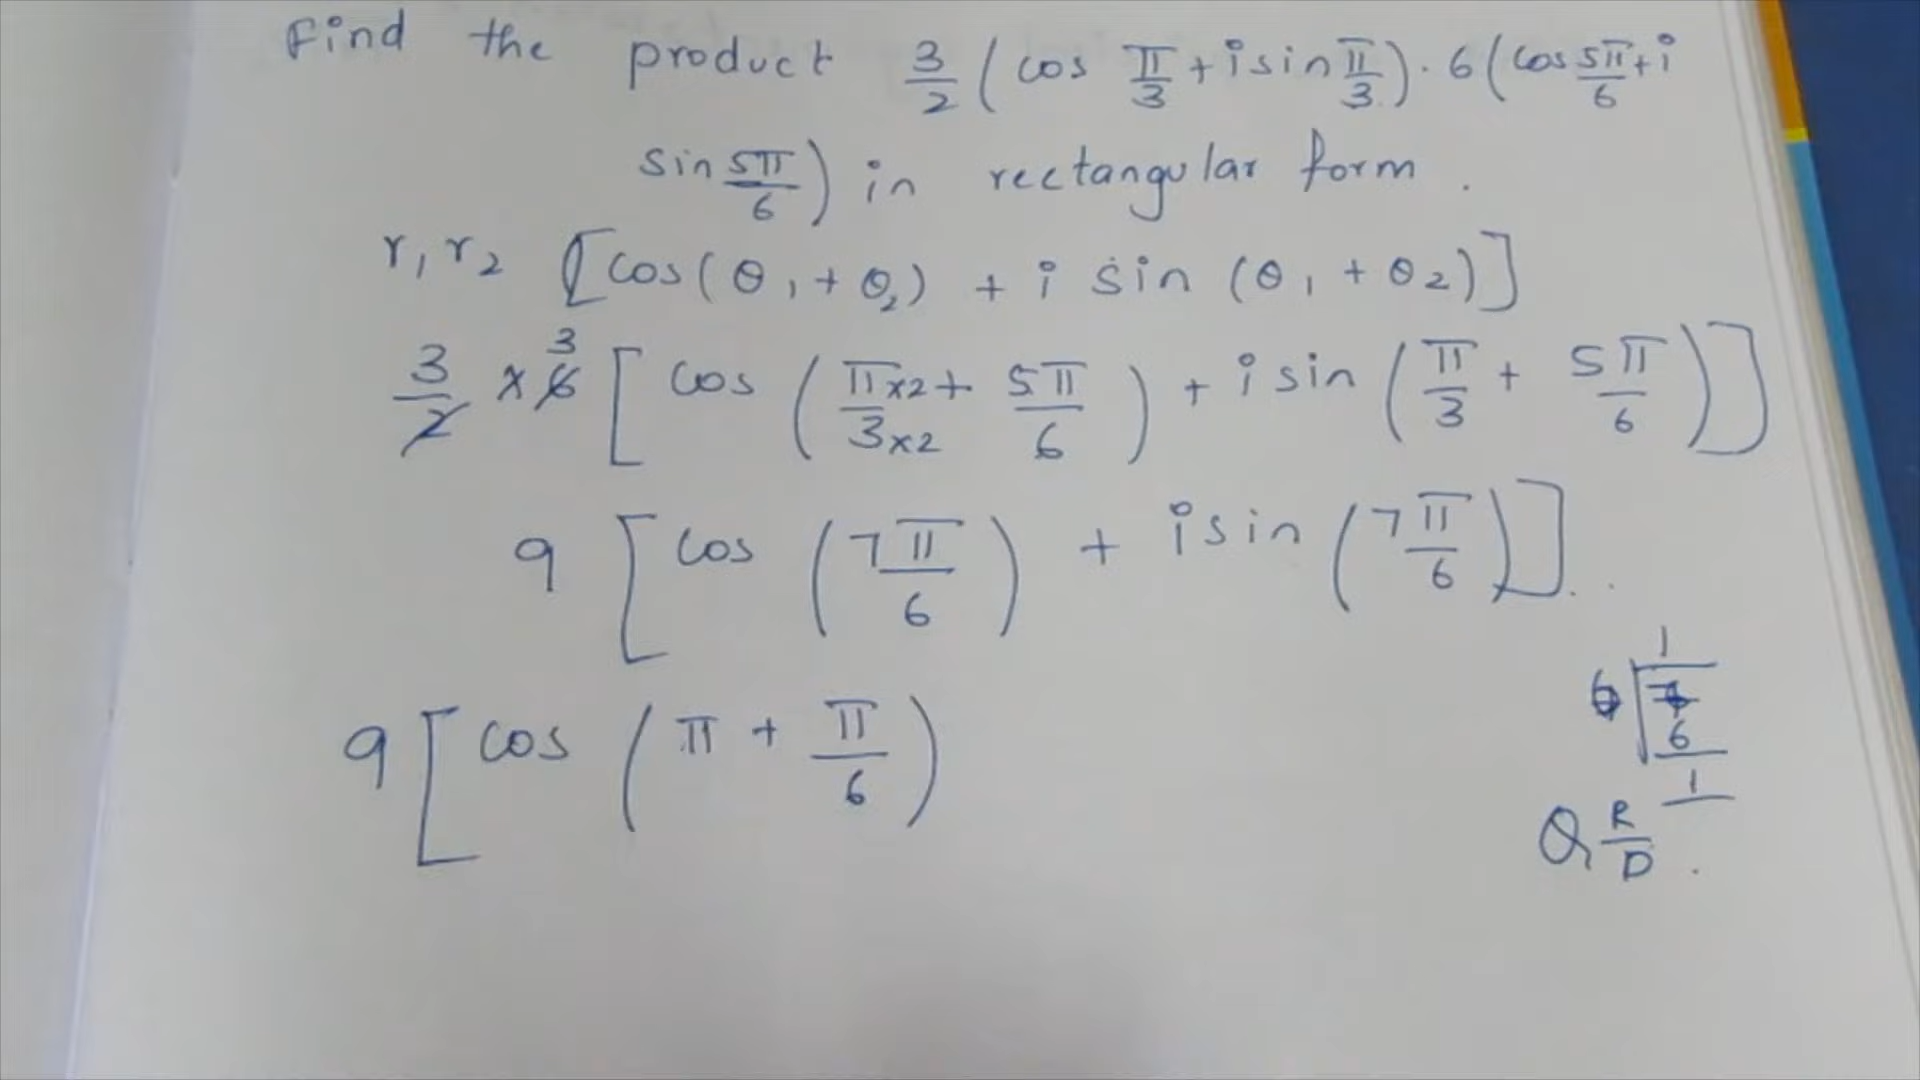 Find the product 3/2 (cos π/3 + i sin π/3) . 6 (cos 5π/6 + i
sin 5π/6) in rectangular form .
r₁ r₂ [cos(θ₁ + θ₂) + i sin (θ₁ + θ₂)]
3/2 × 6 3 [cos (π×2/3×2 + 5π/6) + i sin (π/3 + 5π/6)]
9 [cos (7π/6) + i sin (7π/6)] .
9 [cos (π + π/6)
1
6
6
1
Q R/D .